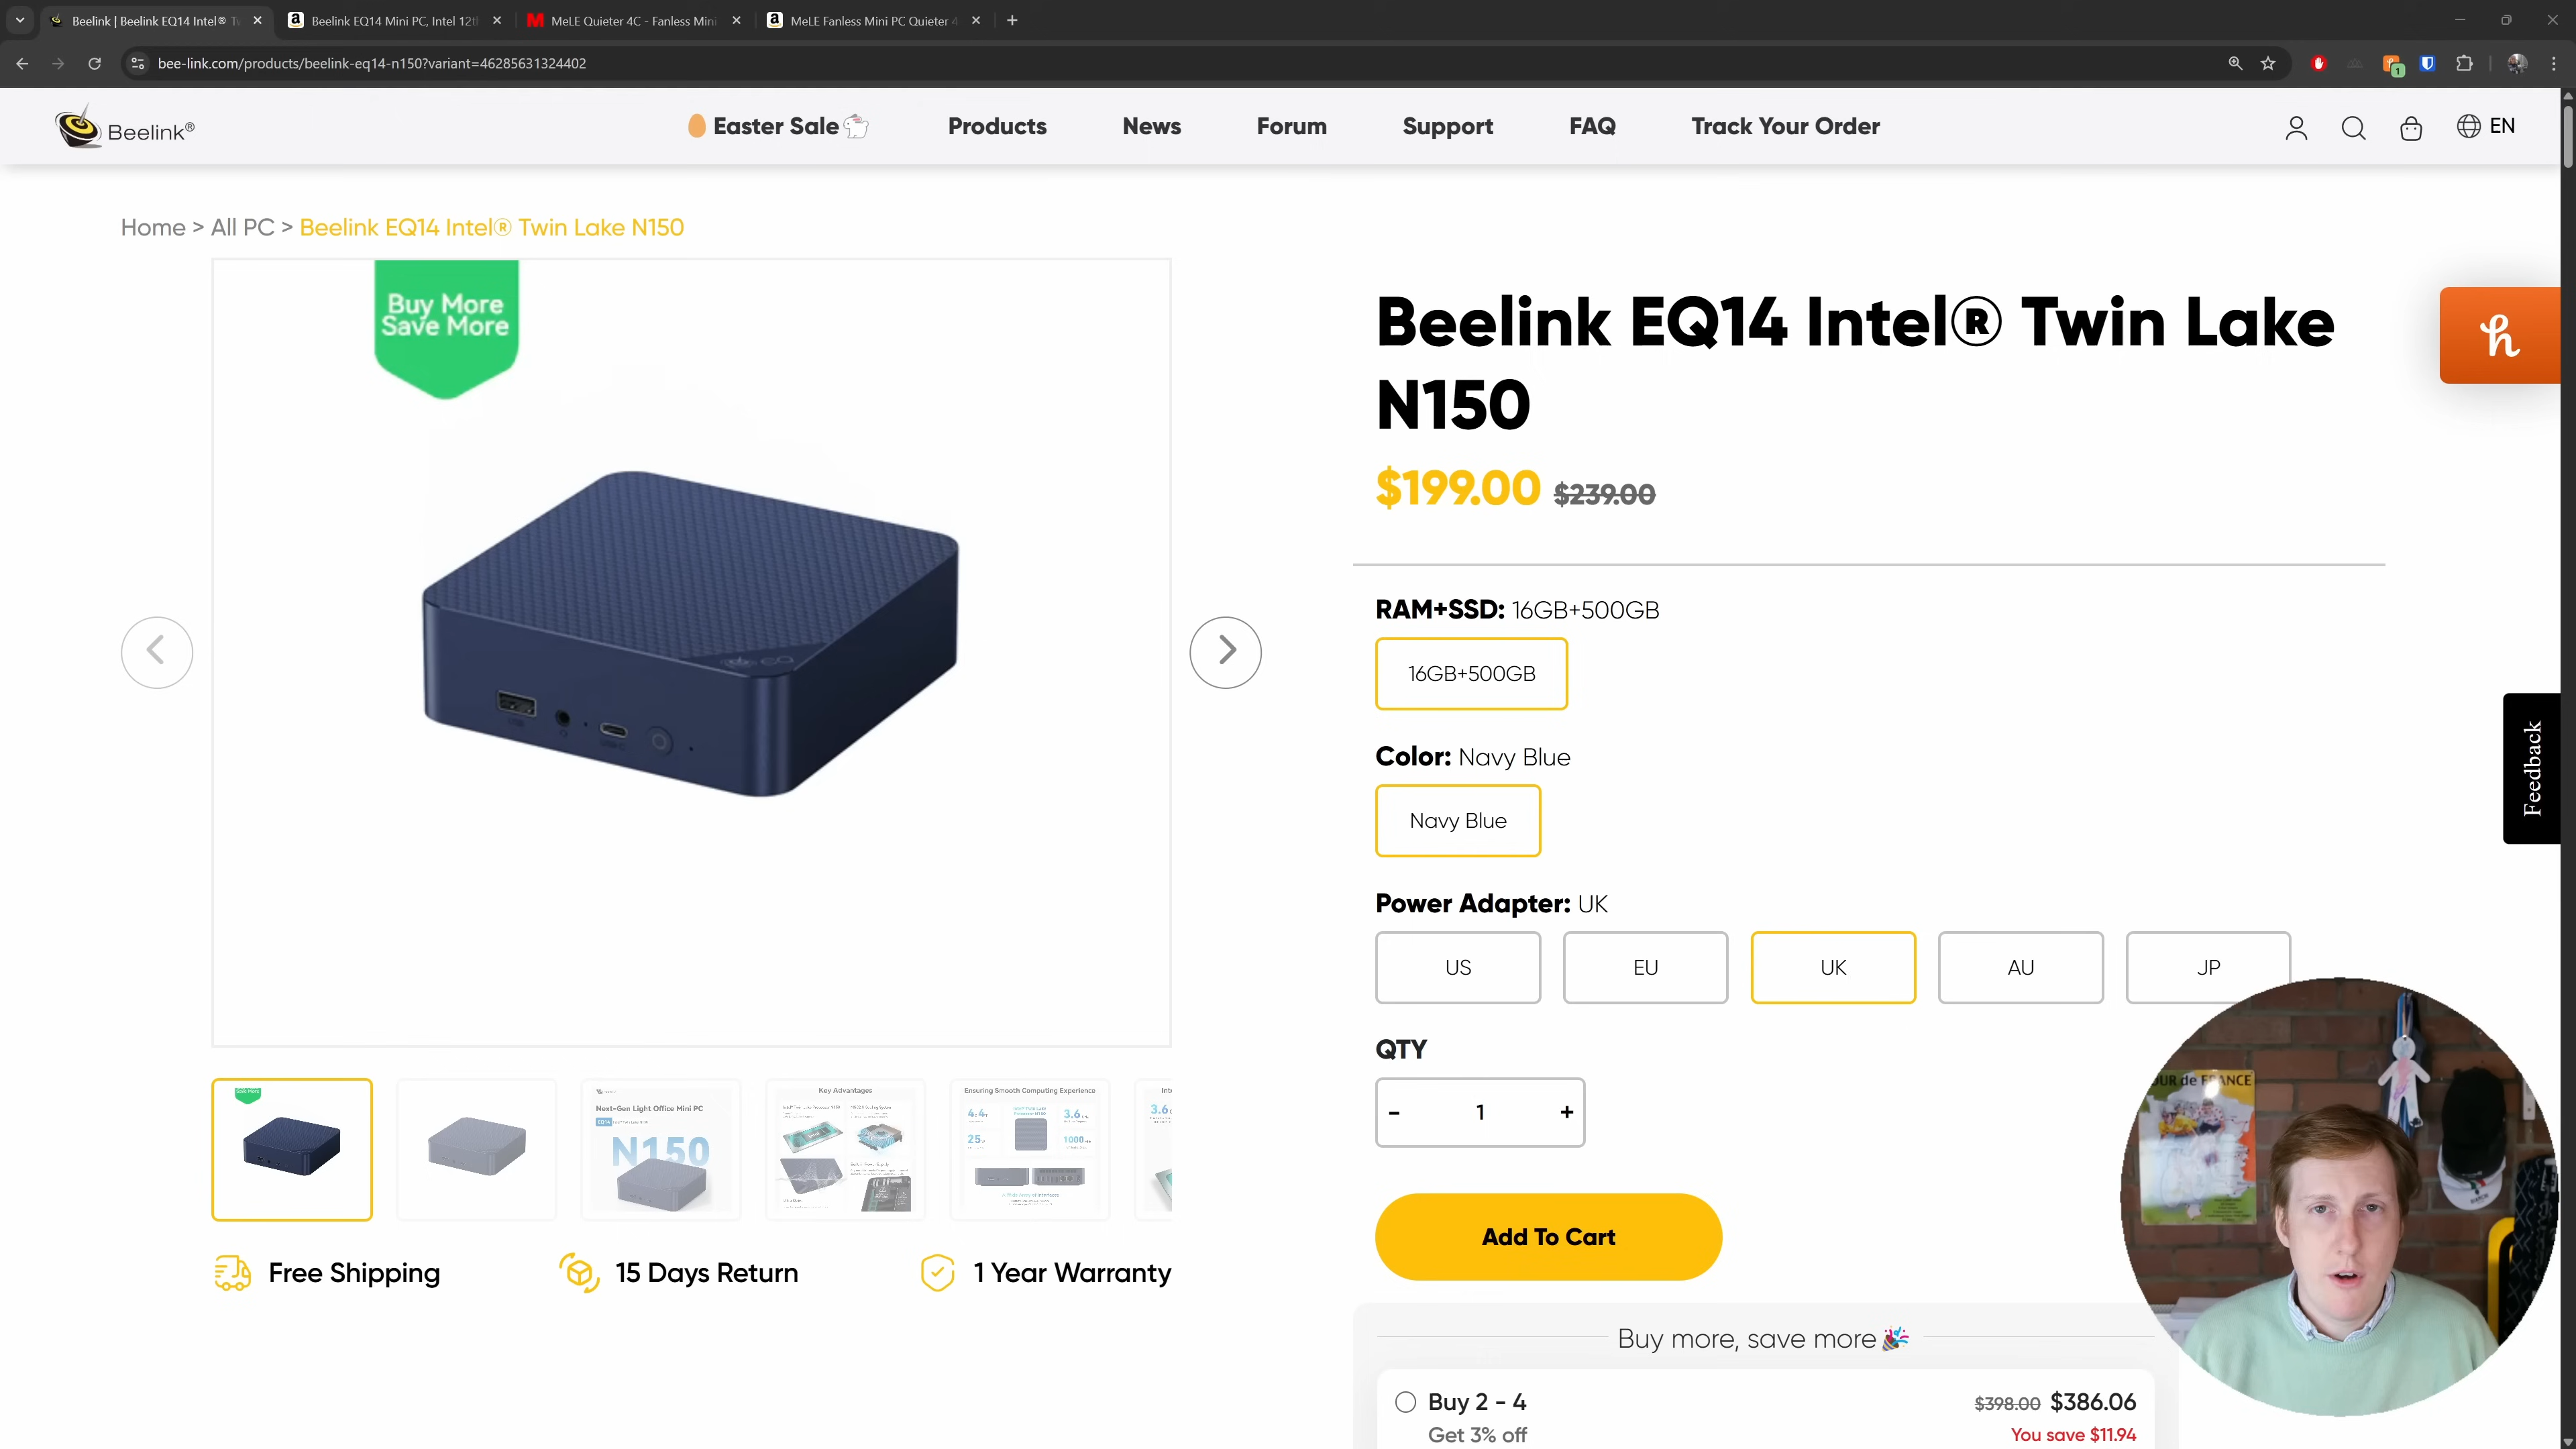 Beelink | Beelink EQ14 Intel® Tw
Beelink EQ14 Mini PC, Intel 12t
MeLE Quieter 4C - Fanless Mini
MeLE Fanless Mini PC Quieter 4
bee-link.com/products/beelink-eq14-n150?variant=46285631324402
1
Beelink®
Easter Sale
Products
News
Forum
Support
FAQ
Track Your Order
EN
Home > All PC > Beelink EQ14 Intel® Twin Lake N150
Buy More
Save More
Beelink EQ14 Intel® Twin Lake
N150
$199.00 $239.00
RAM+SSD: 16GB+500GB
16GB+500GB
Color: Navy Blue
Navy Blue
Power Adapter: UK
US
EU
UK
AU
JP
QTY
- 1 +
Add To Cart
Feedback
Next-Gen Light Office Mini PC
N150
Key Advantages
Ensuring Smooth Computing Experience
Free Shipping
15 Days Return
1 Year Warranty
Buy more, save more
Buy 2 - 4
$398.00 $386.06
Get 3% off
You save $11.94